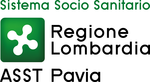 Sistema Socio Sanitario
Regione
Lombardia
ASST Pavia